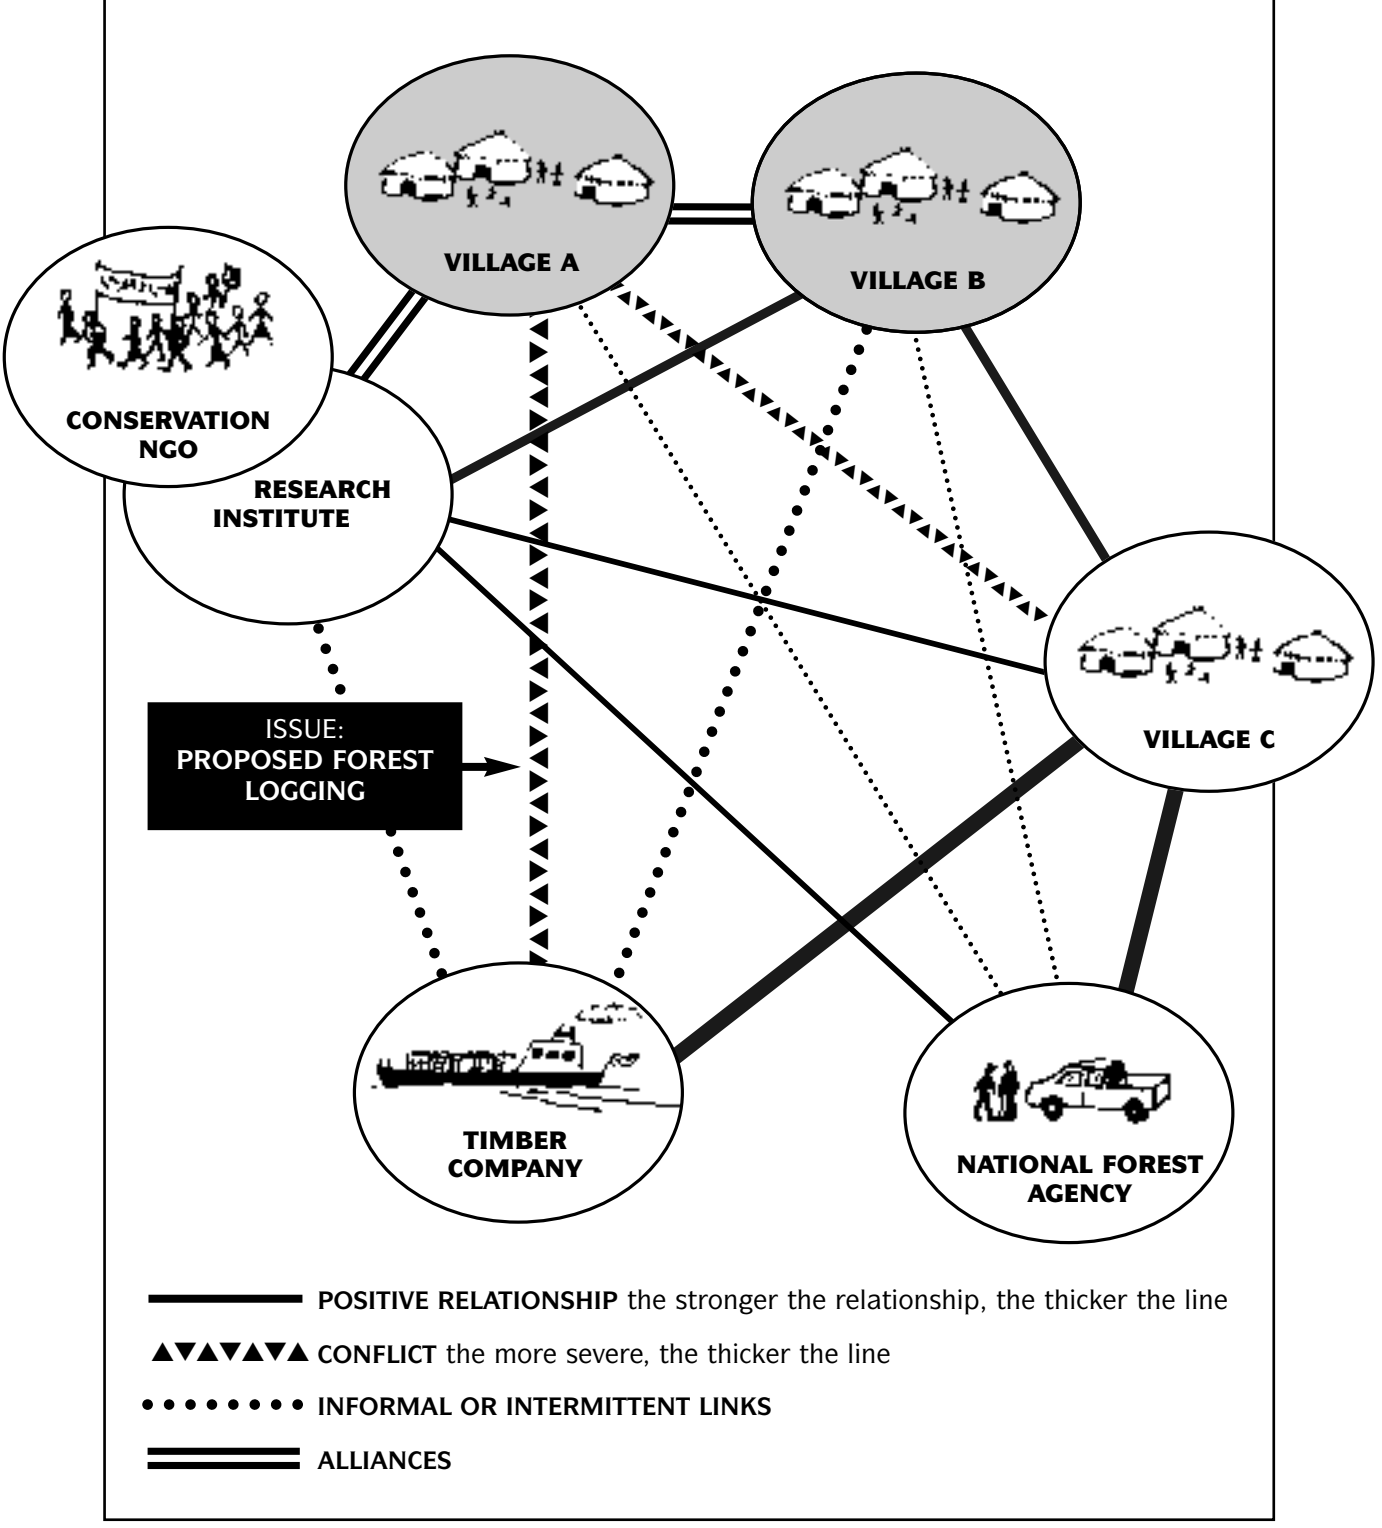 VILLAGE A
VILLAGE B
CONSERVATION
NGO
RESEARCH
INSTITUTE
ISSUE:
PROPOSED FOREST
LOGGING
VILLAGE C
TIMBER
COMPANY
NATIONAL FOREST
AGENCY
POSITIVE RELATIONSHIP the stronger the relationship, the thicker the line
CONFLICT the more severe, the thicker the line
INFORMAL OR INTERMITTENT LINKS
ALLIANCES